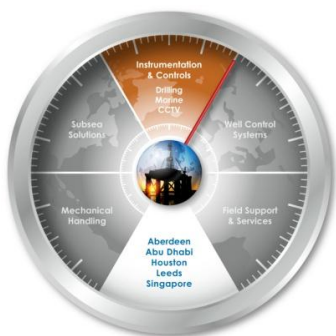 Instrumentation
& Controls
Drilling
Marine
CCTV
Subsea
Solutions
Well Control
Systems
Mechanical
Handling
Field Support
& Services
Aberdeen
Abu Dhabi
Houston
Leeds
Singapore